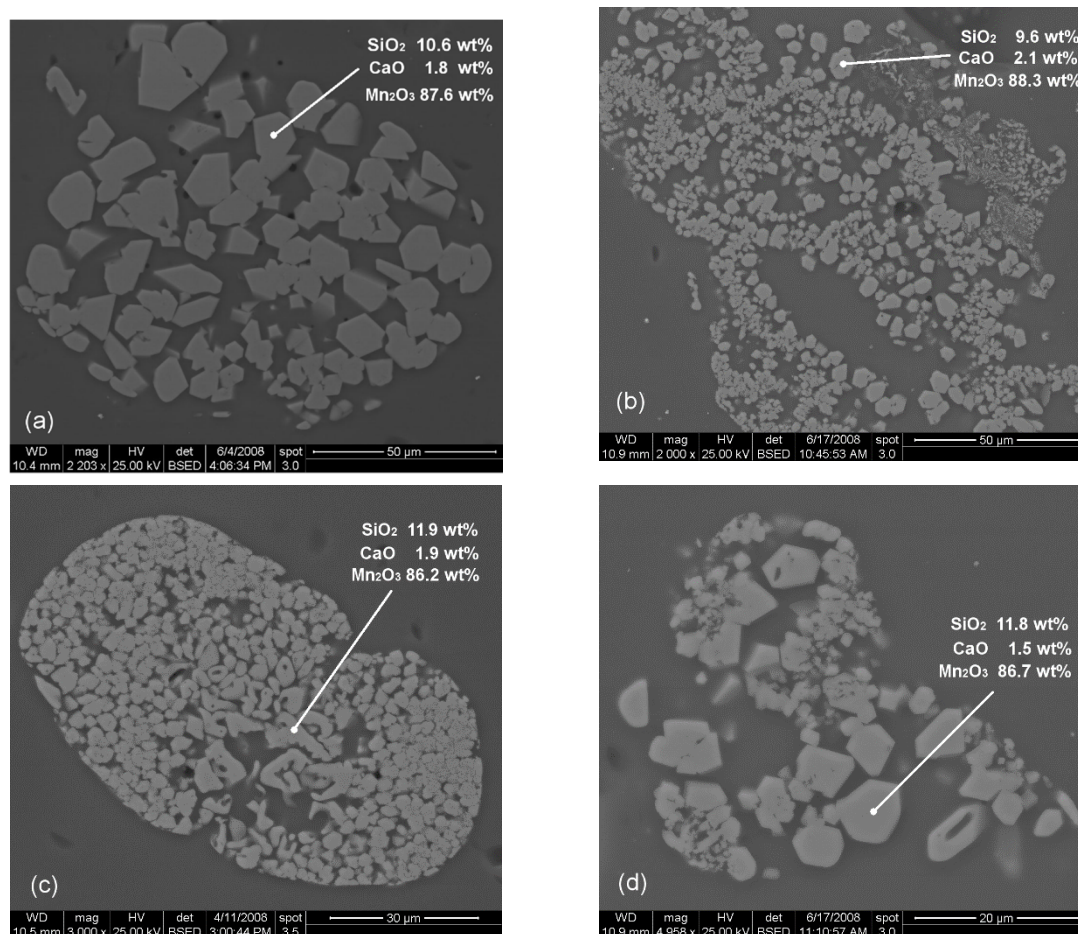 SiO₂ 10.6 wt%
CaO 1.8 wt%
Mn₂O₃ 87.6 wt%
(a)
WD mag HV det 6/4/2008 spot 50 µm
10.4 mm 2 203 x 25.00 kV BSED 4:06:34 PM 3.0
SiO₂ 9.6 wt%
CaO 2.1 wt%
Mn₂O₃ 88.3 wt%
(b)
WD mag HV det 6/17/2008 spot 50 µm
10.9 mm 2 000 x 25.00 kV BSED 10:45:53 AM 3.0
SiO₂ 11.9 wt%
CaO 1.9 wt%
Mn₂O₃ 86.2 wt%
(c)
WD mag HV det 4/11/2008 spot 30 µm
10.5 mm 3 000 x 25.00 kV BSED 3:00:44 PM 3.5
SiO₂ 11.8 wt%
CaO 1.5 wt%
Mn₂O₃ 86.7 wt%
(d)
WD mag HV det 6/17/2008 spot 20 µm
10.9 mm 4 958 x 25.00 kV BSED 11:10:57 AM 3.0